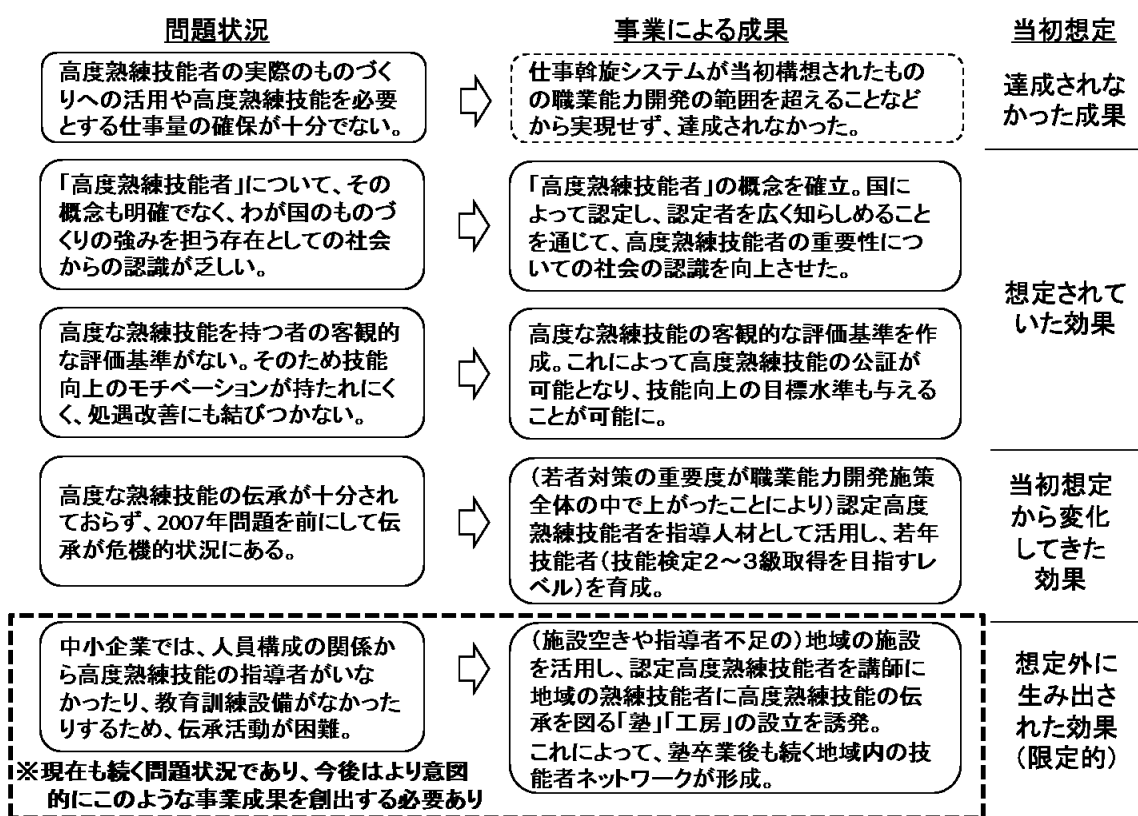 問題状況
事業による成果
当初想定
高度熟練技能者の実際のものづく
りへの活用や高度熟練技能を必要
とする仕事量の確保が十分でない。
仕事斡旋システムが当初構想されたもの
の職業能力開発の範囲を超えることなど
から実現せず、達成されなかった。
達成されな
かった成果
「高度熟練技能者」について、その
概念も明確でなく、わが国のものづ
くりの強みを担う存在としての社会
からの認識が乏しい。
「高度熟練技能者」の概念を確立。国に
よって認定し、認定者を広く知らしめること
を通じて、高度熟練技能者の重要性につ
いての社会の認識を向上させた。
想定されて
いた効果
高度な熟練技能を持つ者の客観的
な評価基準がない。そのため技能
向上のモチベーションが持たれにく
く、処遇改善にも結びつかない。
高度な熟練技能の客観的な評価基準を作
成。これによって高度熟練技能の公証が
可能となり、技能向上の目標水準も与える
ことが可能に。
高度な熟練技能の伝承が十分され
ておらず、2007年問題を前にして伝
承が危機的状況にある。
(若者対策の重要度が職業能力開発施策
全体の中で上がったことにより)認定高度
熟練技能者を指導人材として活用し、若年
技能者(技能検定2～3級取得を目指すレ
ベル)を育成。
当初想定
から変化
してきた
効果
中小企業では、人員構成の関係か
ら高度熟練技能の指導者がいな
かったり、教育訓練設備がなかった
りするため、伝承活動が困難。
(施設空きや指導者不足の)地域の施設
を活用し、認定高度熟練技能者を講師に
地域の熟練技能者に高度熟練技能の伝
承を図る「塾」「工房」の設立を誘発。
これによって、塾卒業後も続く地域内の技
能者ネットワークが形成。
想定外に
生み出さ
れた効果
(限定的)
※現在も続く問題状況であり、今後はより意図
的にこのような事業成果を創出する必要あり